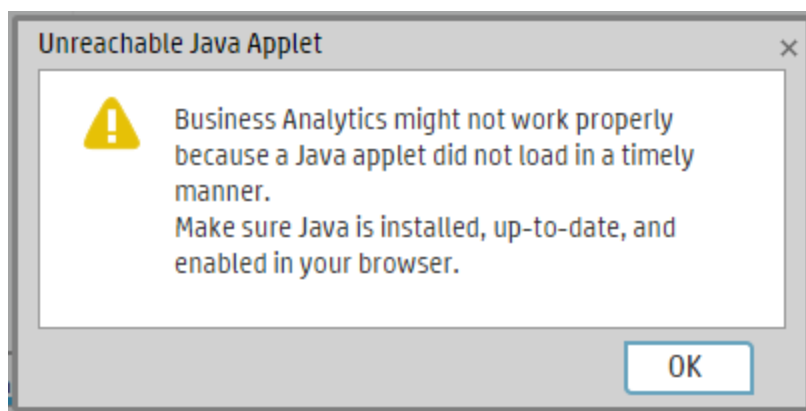 Unreachable Java Applet
Business Analytics might not work properly
because a Java applet did not load in a timely
manner.
Make sure Java is installed, up-to-date, and
enabled in your browser.
OK